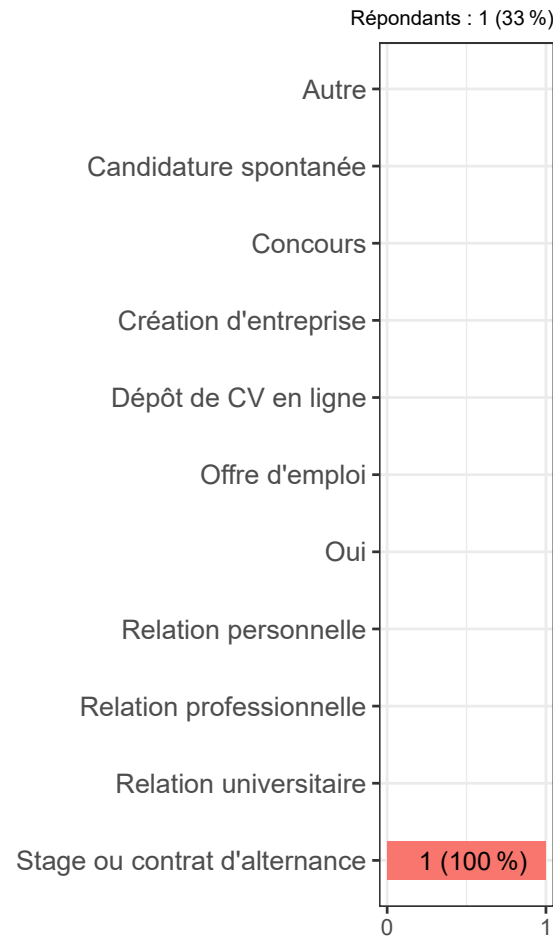 Répondants : 1 (33 %)
Autre
Candidature spontanée
Concours
Création d'entreprise
Dépôt de CV en ligne
Offre d'emploi
Oui
Relation personnelle
Relation professionnelle
Relation universitaire
Stage ou contrat d'alternance 1 (100 %)
0 1